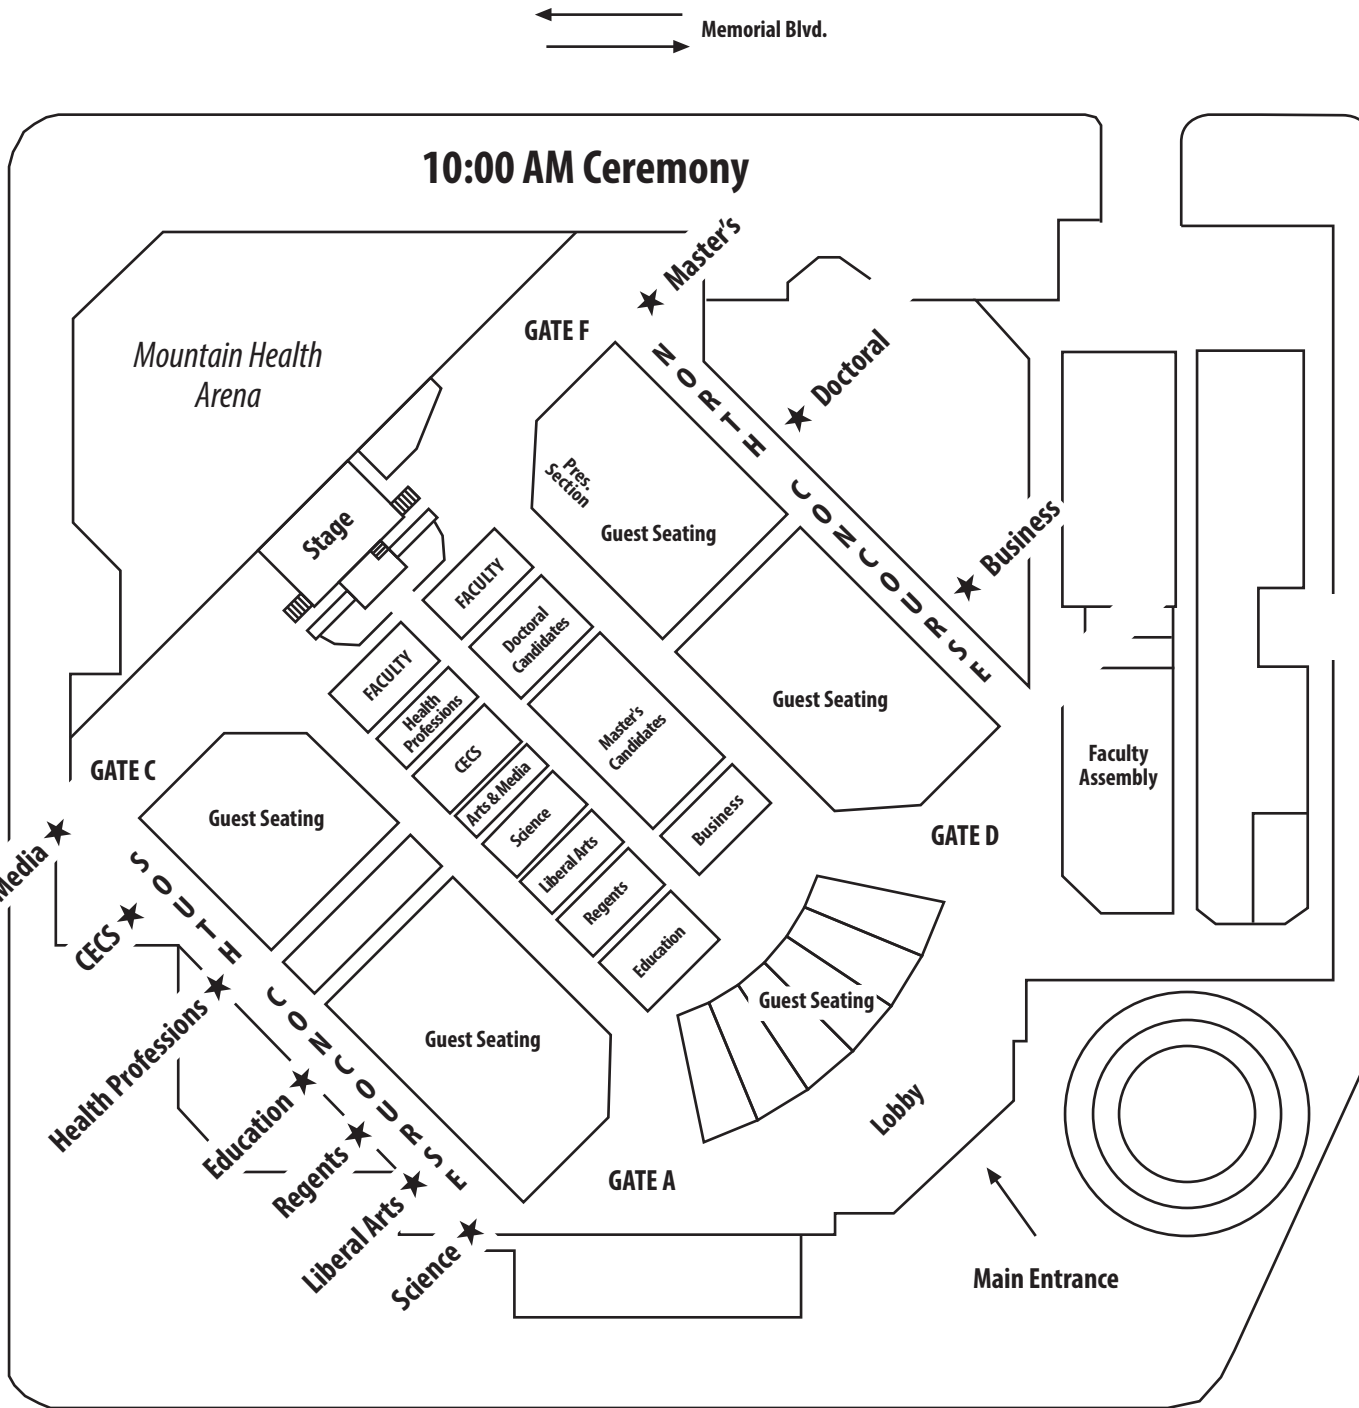 Memorial Blvd.
10:00 AM Ceremony
Master's
GATE F
Mountain Health
Arena
Doctoral
NORTH CONCOURSE
Pres.
Section
Guest Seating
Business
Stage
FACULTY
Doctoral
Candidates
FACULTY
Health
Professions
Master's
Candidates
Guest Seating
CECS
Arts & Media
Science
Business
Liberal Arts
Regents
Education
Faculty
Assembly
GATE C
Guest Seating
GATE D
Media
SOUTH CONCOURSE
CECS
Health Professions
Guest Seating
Guest Seating
Education
Regents
Liberal Arts
Science
GATE A
Lobby
Main Entrance